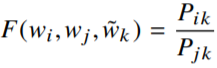 F(w_i, w_j, \tilde{w}_k) = \frac{P_{ik}}{P_{jk}}